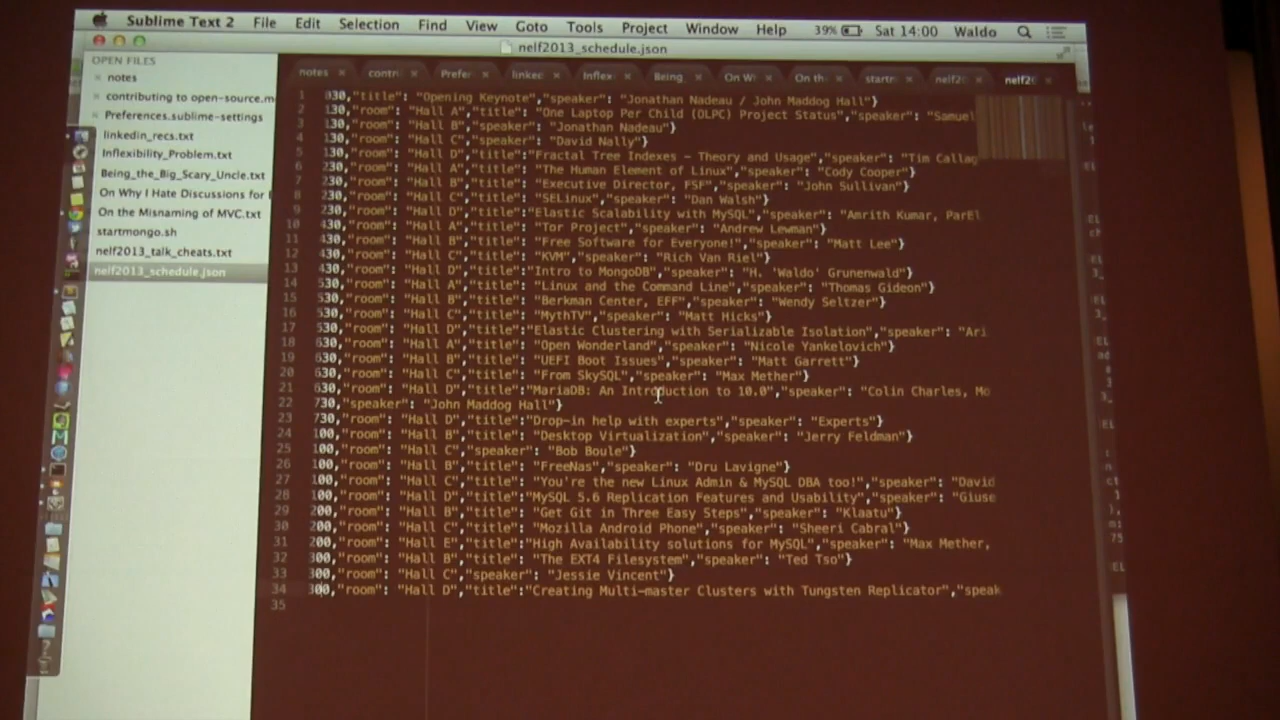 Sublime Text 2 File Edit Selection Find View Goto Tools Project Window Help 39% Sat 14:00 Waldo
nelf2013_schedule.json
OPEN FILES
notes
contributing to open-source.m
Preferences.sublime-settings
linkedin_recs.txt
Inflexibility_Problem.txt
Being_the_Big_Scary_Uncle.txt
On Why I Hate Discussions for
On the Misnaming of MVC.txt
startmongo.sh
nelf2013_talk_cheats.txt
nelf2013_schedule.json
notes contri Prefer linked Inflex Being On W On th startm nelf2 nelf2
1 030,"title": "Opening Keynote","speaker": "Jonathan Nadeau / John Maddog Hall"}
2 130,"room": "Hall A","title": "One Laptop Per Child (OLPC) Project Status","speaker": "Samuel
3 130,"room": "Hall B","speaker": "Jonathan Nadeau"}
4 130,"room": "Hall C","speaker": "David Nally"}
5 130,"room": "Hall D","title":"Fractal Tree Indexes - Theory and Usage","speaker": "Tim Callag
6 230,"room": "Hall A","title": "The Human Element of Linux","speaker": "Cody Cooper"}
7 230,"room": "Hall B","title": "Executive Director, FSF","speaker": "John Sullivan"}
8 230,"room": "Hall C","title": "SELinux","speaker": "Dan Walsh"}
9 230,"room": "Hall D","title":"Elastic Scalability with MySQL","speaker": "Amrith Kumar, ParEl
10 430,"room": "Hall A","title": "Tor Project","speaker": "Andrew Lewman"}
11 430,"room": "Hall B","title": "Free Software for Everyone!","speaker": "Matt Lee"}
12 430,"room": "Hall C","title": "KVM","speaker": "Rich Van Riel"}
13 430,"room": "Hall D","title": "Intro to MongoDB","speaker": "H. 'Waldo' Grunenwald"}
14 530,"room": "Hall A","title": "Linux and the Command Line","speaker": "Thomas Gideon"}
15 530,"room": "Hall B","title": "Berkman Center, EFF","speaker": "Wendy Seltzer"}
16 530,"room": "Hall C","title": "MythTV","speaker": "Matt Hicks"}
17 530,"room": "Hall D","title":"Elastic Clustering with Serializable Isolation","speaker": "Ari
18 630,"room": "Hall A","title": "Open Wonderland","speaker": "Nicole Yankelovich"}
19 630,"room": "Hall B","title": "UEFI Boot Issues","speaker": "Matt Garrett"}
20 630,"room": "Hall C","title": "From SkySQL","speaker": "Max Mether"}
21 630,"room": "Hall D","title":"MariaDB: An Introduction to 10.0","speaker": "Colin Charles, Mo
22 730,"speaker": "John Maddog Hall"}
23 730,"room": "Hall D","title":"Drop-in help with experts","speaker": "Experts"}
24 100,"room": "Hall B","title": "Desktop Virtualization","speaker": "Jerry Feldman"}
25 100,"room": "Hall C","speaker": "Bob Boule"}
26 100,"room": "Hall B","title": "FreeNas","speaker": "Dru Lavigne"}
27 100,"room": "Hall C","title": "You're the new Linux Admin & MySQL DBA too!","speaker": "David
28 100,"room": "Hall D","title":"MySQL 5.6 Replication Features and Usability","speaker": "Giuse
29 200,"room": "Hall B","title": "Get Git in Three Easy Steps","speaker": "Klaatu"}
30 200,"room": "Hall C","title": "Mozilla Android Phone","speaker": "Sheeri Cabral"}
31 200,"room": "Hall E","title":"High Availability solutions for MySQL","speaker": "Max Mether,
32 300,"room": "Hall B","title": "The EXT4 Filesystem","speaker": "Ted Tso"}
33 300,"room": "Hall C","speaker": "Jessie Vincent"}
34 300,"room": "Hall D","title":"Creating Multi-master Clusters with Tungsten Replicator","speak
35